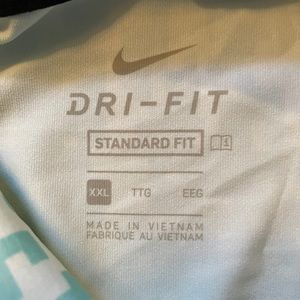 DRI-FIT
STANDARD FIT
XXL TTG EEG
MADE IN VIETNAM
FABRIQUE AU VIETNAM